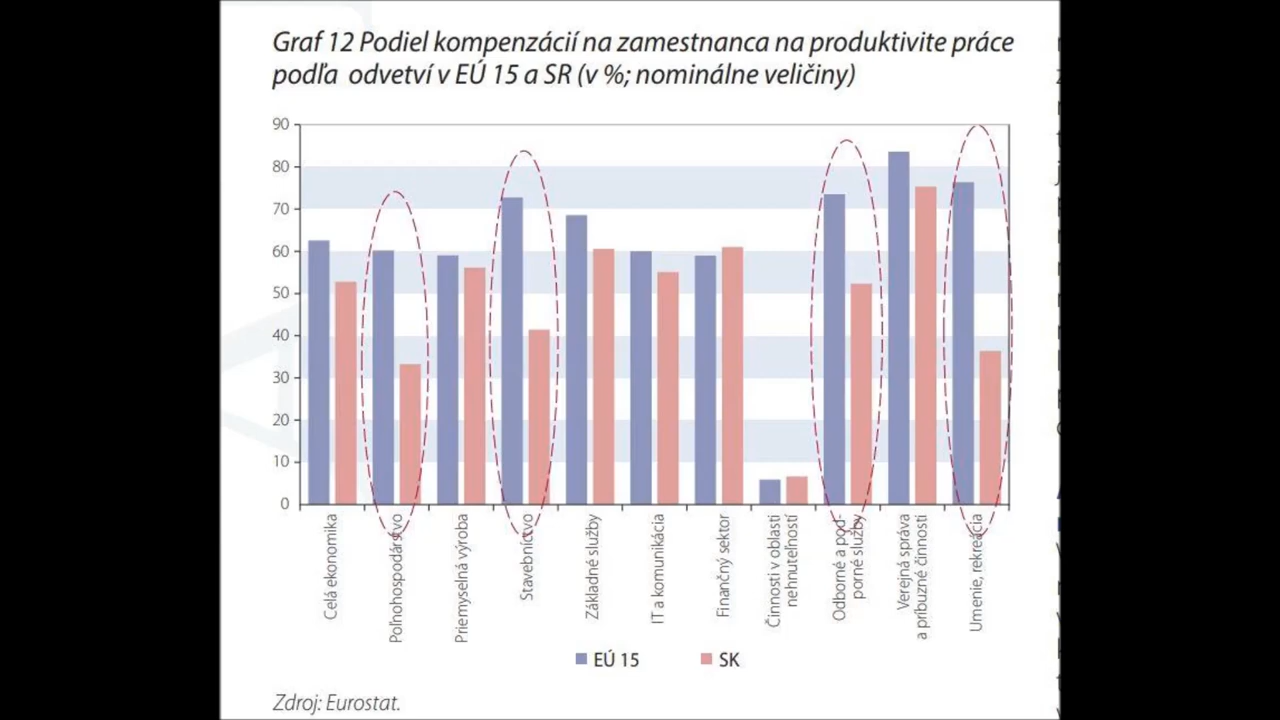 Graf 12 Podiel kompenzácií na zamestnanca na produktivite práce
podľa odvetví v EÚ 15 a SR (v %; nominálne veličiny)
90
80
70
60
50
40
30
20
10
0
Celá ekonomika
Poľnohospodárstvo
Priemyselná výroba
Stavebníctvo
Základné služby
IT a komunikácia
Finančný sektor
Činnosti v oblasti
nehnuteľností
Odborné a pod-
porné služby
Verejná správa
a príbuzné činnosti
Umenie, rekreácia
EÚ 15
SK
Zdroj: Eurostat.